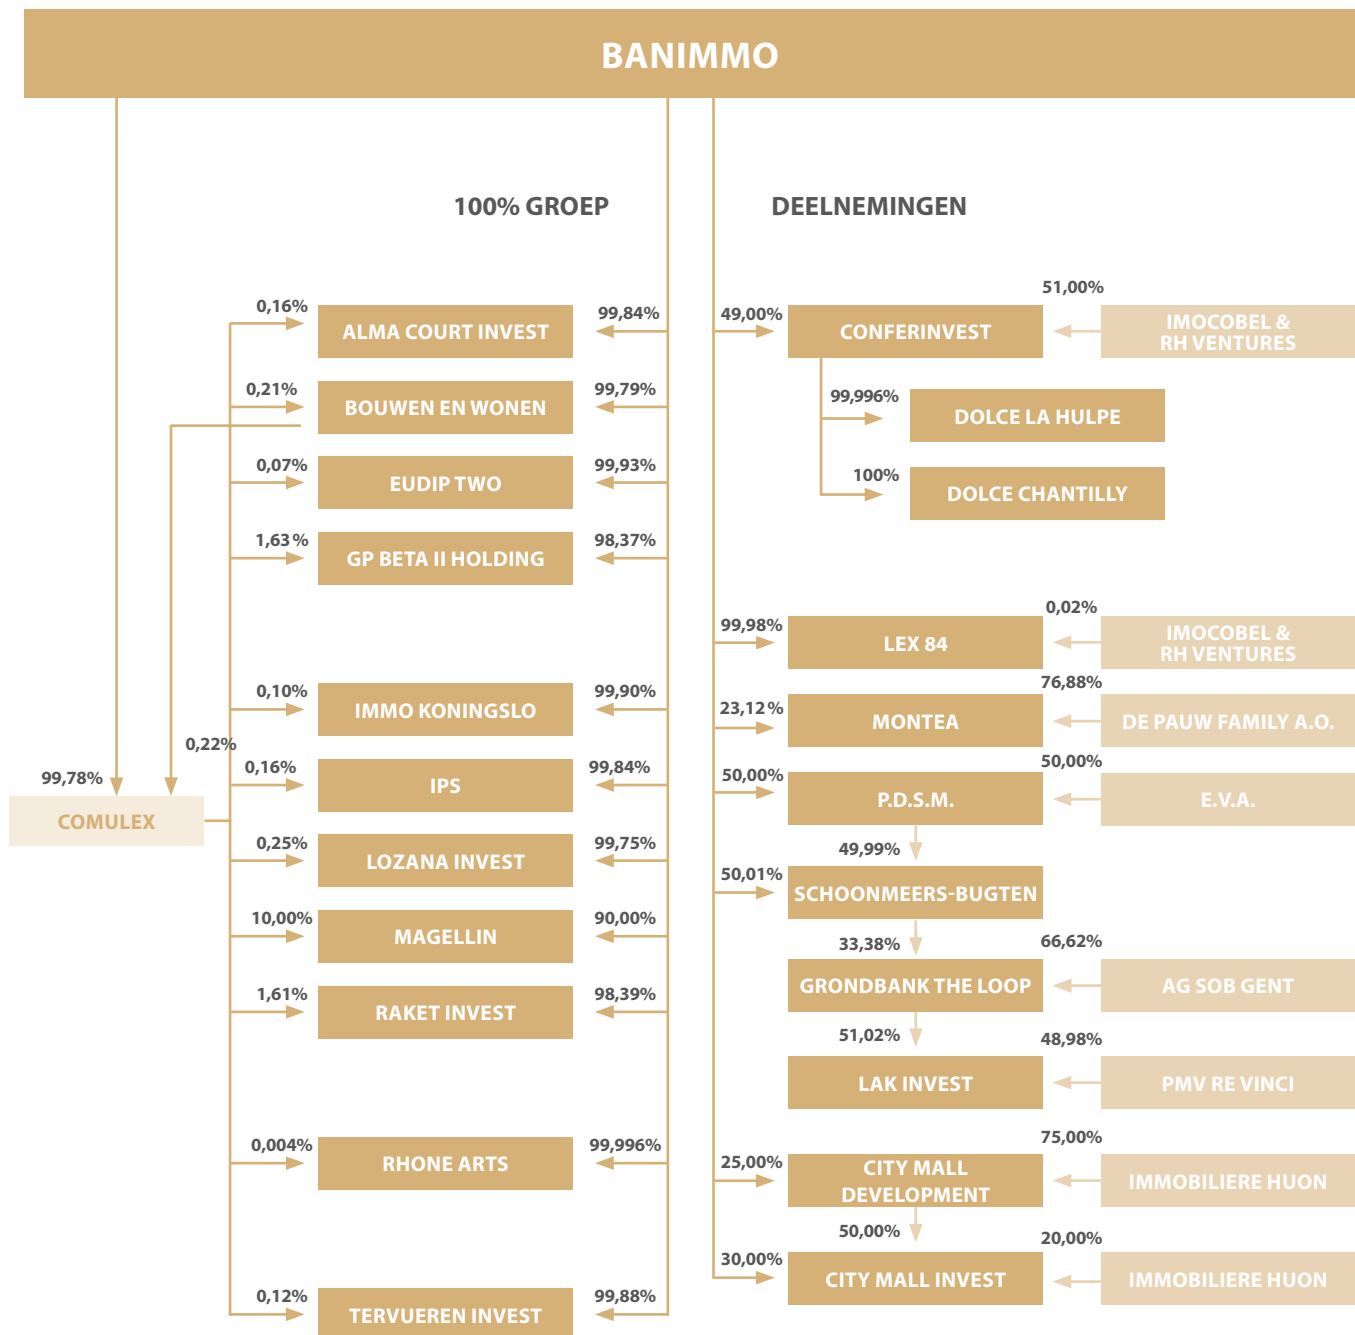 BANIMMO
100% GROEP
DEELNEMINGEN
0,16%
ALMA COURT INVEST
99,84%
0,21%
BOUWEN EN WONEN
99,79%
0,07%
EUDIP TWO
99,93%
1,63 %
GP BETA II HOLDING
98,37%
0,10%
IMMO KONINGSLO
99,90%
0,22%
99,78%
COMULEX
0,16%
IPS
99,84%
0,25%
LOZANA INVEST
99,75%
10,00%
MAGELLIN
90,00%
1,61%
RAKET INVEST
98,39%
0,004%
RHONE ARTS
99,996%
0,12%
TERVUEREN INVEST
99,88%
49,00%
CONFERINVEST
51,00%
IMOCOBEL &
RH VENTURES
99,996%
DOLCE LA HULPE
100%
DOLCE CHANTILLY
99,98%
LEX 84
0,02%
IMOCOBEL &
RH VENTURES
23,12 %
MONTEA
76,88%
DE PAUW FAMILY A.O.
50,00%
P.D.S.M.
50,00%
E.V.A.
49,99%
50,01%
SCHOONMEERS-BUGTEN
33,38%
GRONDBANK THE LOOP
66,62%
AG SOB GENT
51,02%
LAK INVEST
48,98%
PMV RE VINCI
25,00%
CITY MALL
DEVELOPMENT
75,00%
IMMOBILIERE HUON
50,00%
30,00%
CITY MALL INVEST
20,00%
IMMOBILIERE HUON